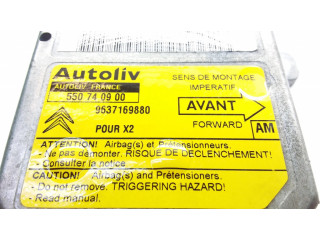 Autoliv
AUTOLIV FRANCE
550 74 09 00
9637169880
POUR X2
SENS DE MONTAGE
IMPERATIF
AVANT
FORWARD
AM
ATTENTION! Airbag(s) et Prétensionneurs.
- Ne pas démonter. RISQUE DE DECLENCHEMENT!
- Consulter la notice.
CAUTION! Airbag(s) and Pretensioners.
- Do not remove. TRIGGERING HAZARD!
- Read manual.